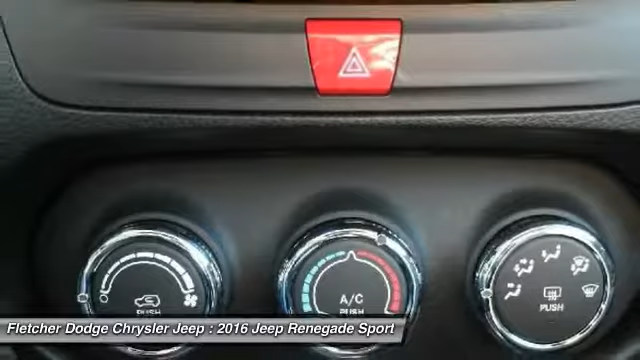 A/C
PUSH
PUSH
PUSH
Fletcher Dodge Chrysler Jeep : 2016 Jeep Renegade Sport